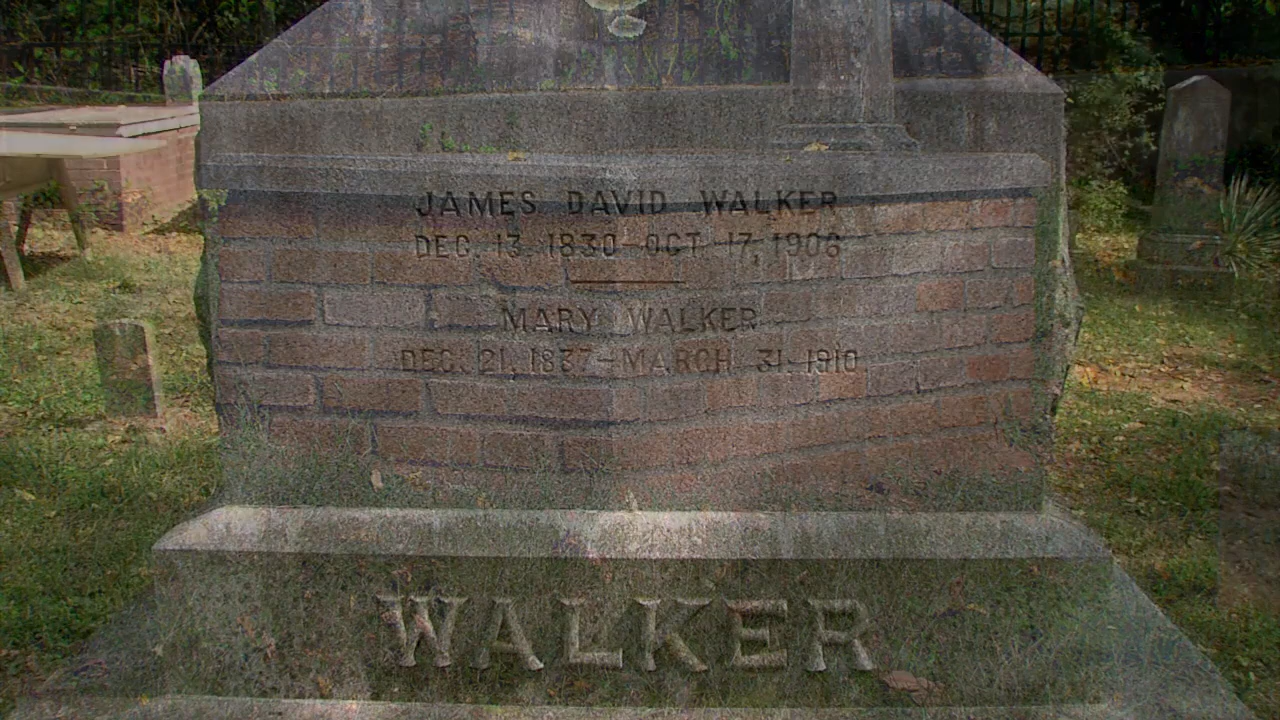 JAMES DAVID WALKER
DEC. 13, 1830 - OCT. 17, 1906
MARY WALKER
DEC. 21, 1837 - MARCH 31, 1910
WALKER